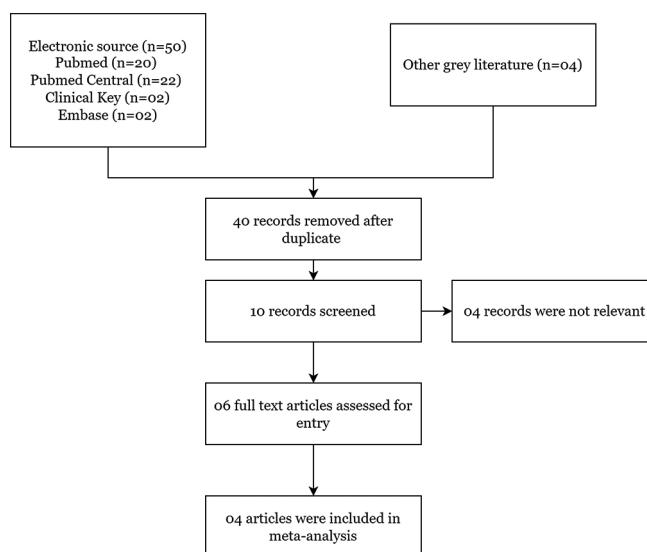 Electronic source (n=50)
Pubmed (n=20)
Pubmed Central (n=22)
Clinical Key (n=02)
Embase (n=02)
Other grey literature (n=04)
40 records removed after
duplicate
10 records screened
04 records were not relevant
06 full text articles assessed for
entry
04 articles were included in
meta-analysis